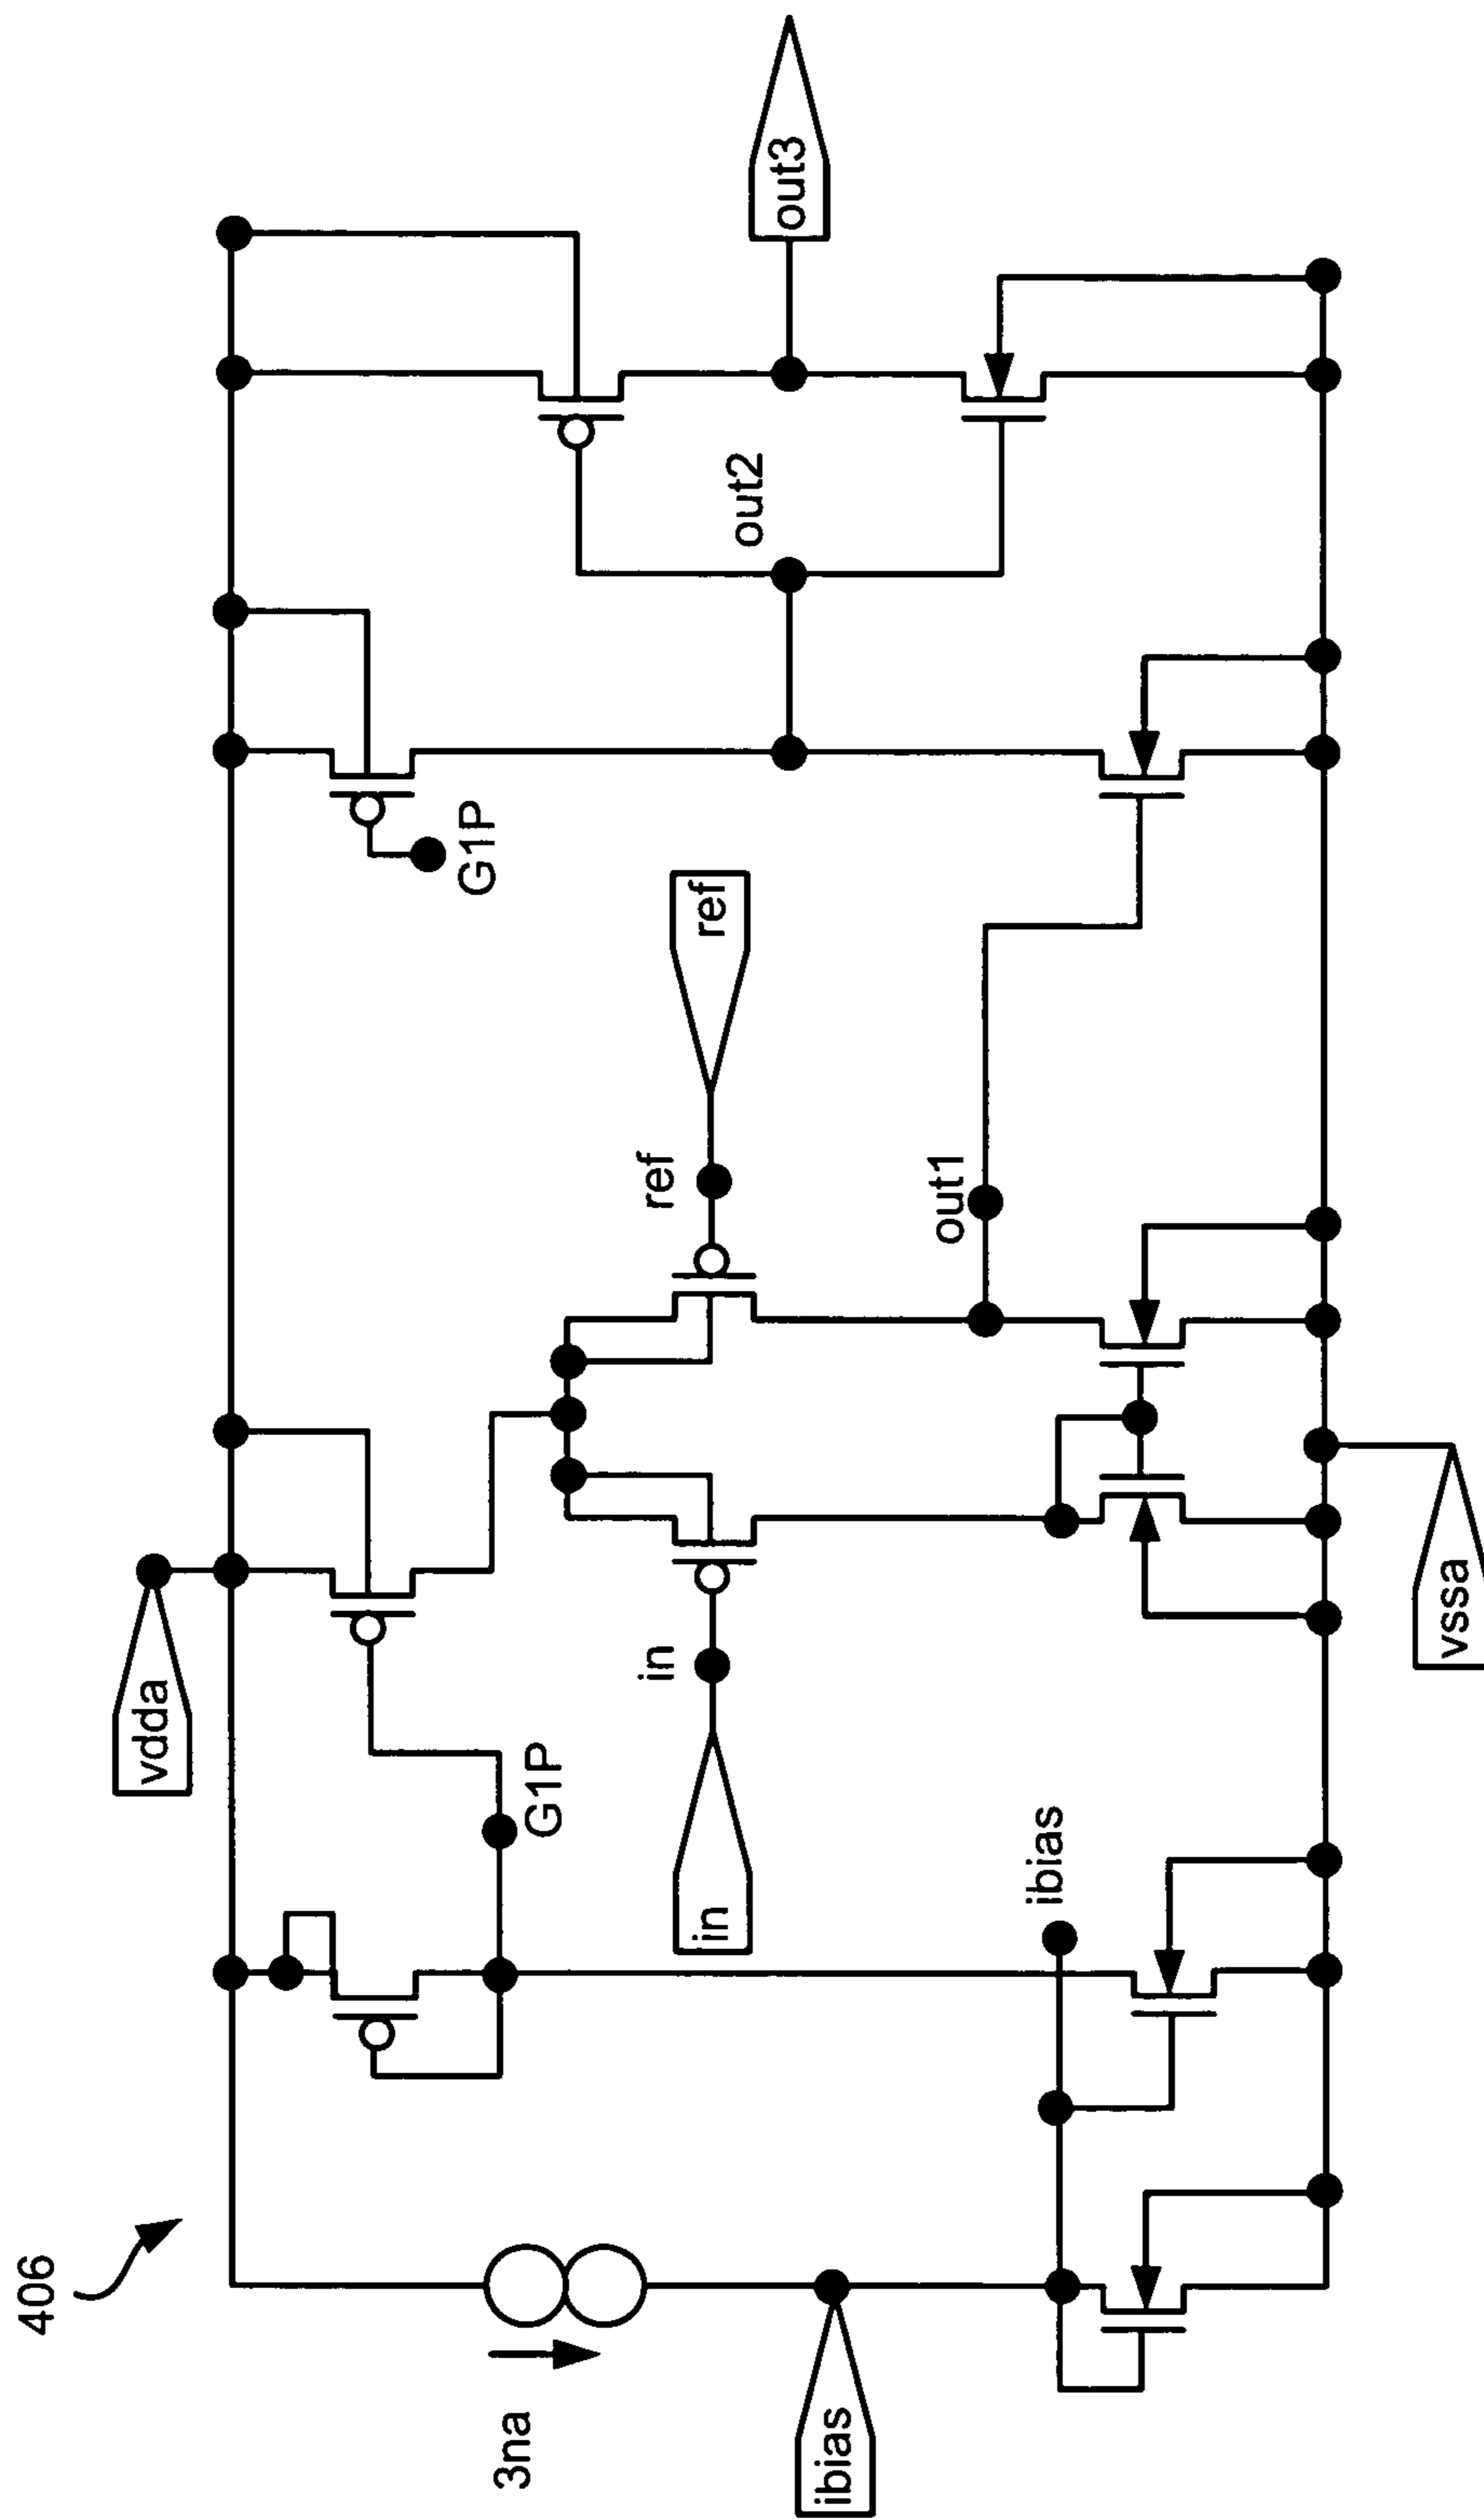 406
3na
ibias
ibias
vdda
G1P
in
in
vssa
ref
ref
out1
G1P
out2
out3